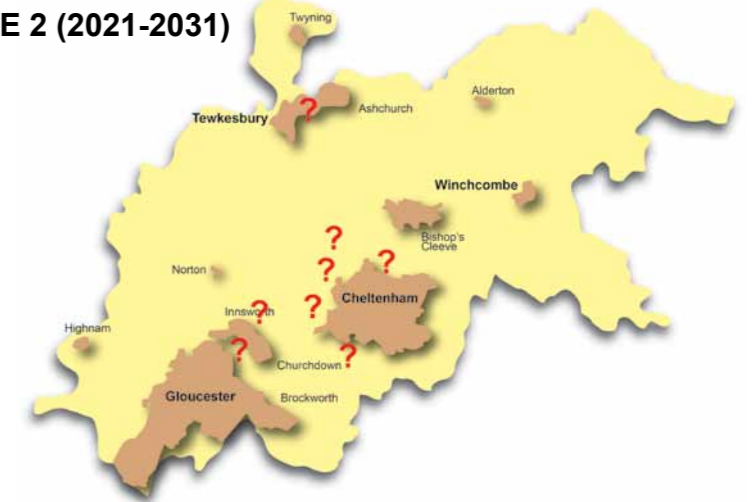 E 2 (2021-2031)
Twyning
?
Tewkesbury
Ashchurch
Alderton
Winchcombe
?
Bishop's
Cleeve
?
?
Norton
Cheltenham
?
Innsworth
?
Highnam
?
?
Churchdown
Gloucester
Brockworth